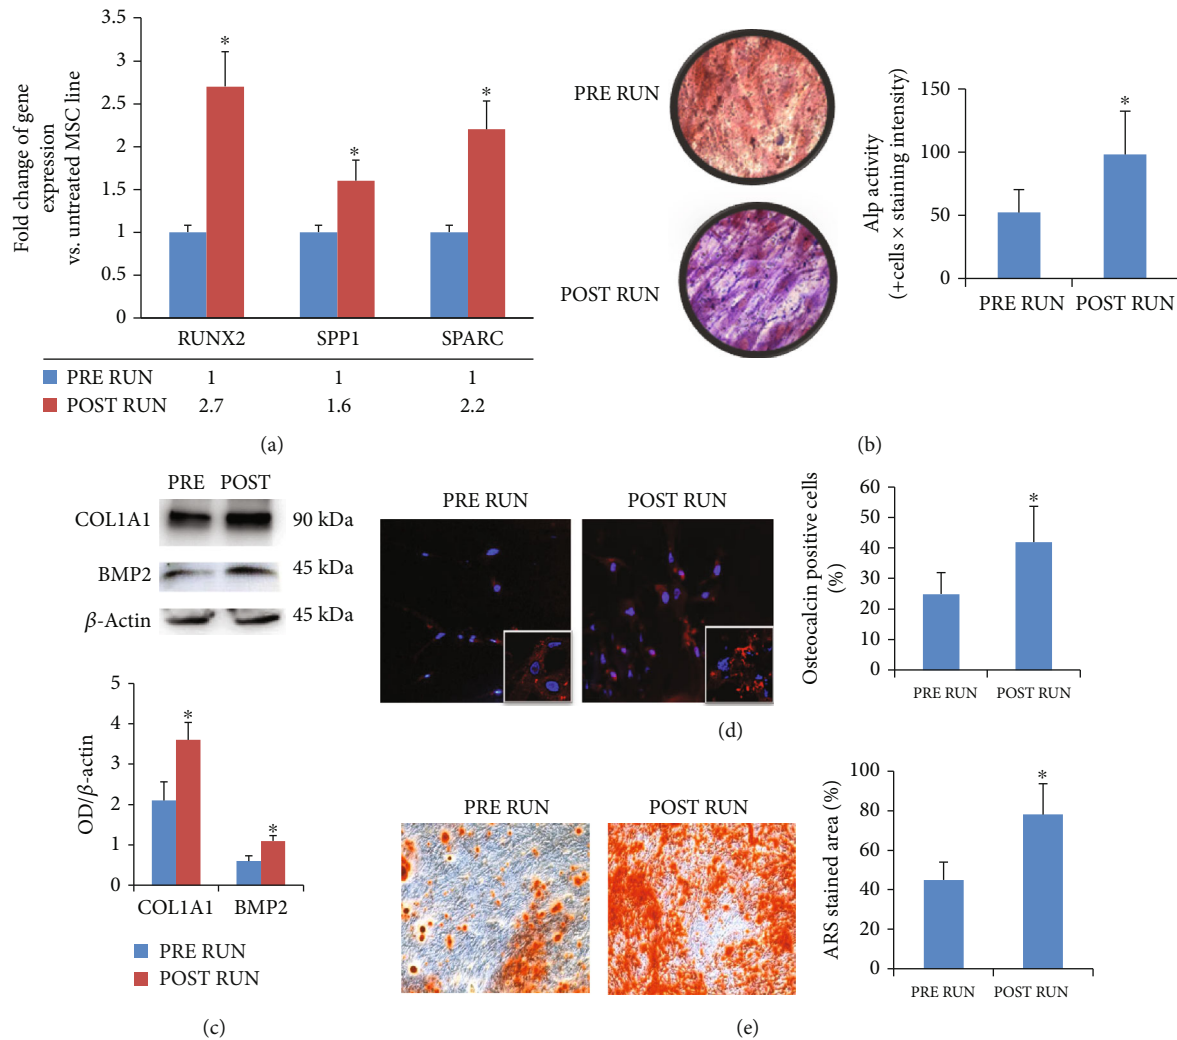 Fold change of gene
expression
vs. untreated MSC line
3.5
3
2.5
2
1.5
1
0.5
0
*
*
*
RUNX2 SPP1 SPARC
PRE RUN 1 1 1
POST RUN 2.7 1.6 2.2
(a)
PRE RUN
POST RUN
Alp activity
(+cells × staining intensity)
150
100
50
0
*
PRE RUN POST RUN
(b)
PRE POST
COL1A1 90 kDa
BMP2 45 kDa
β-Actin 45 kDa
OD/β-actin
5
4
3
2
1
0
*
*
COL1A1 BMP2
PRE RUN
POST RUN
(c)
PRE RUN POST RUN
Osteocalcin positive cells
(%)
60
50
40
30
20
10
0
*
PRE RUN POST RUN
(d)
PRE RUN POST RUN
ARS stained area (%)
100
80
60
40
20
0
*
PRE RUN POST RUN
(e)